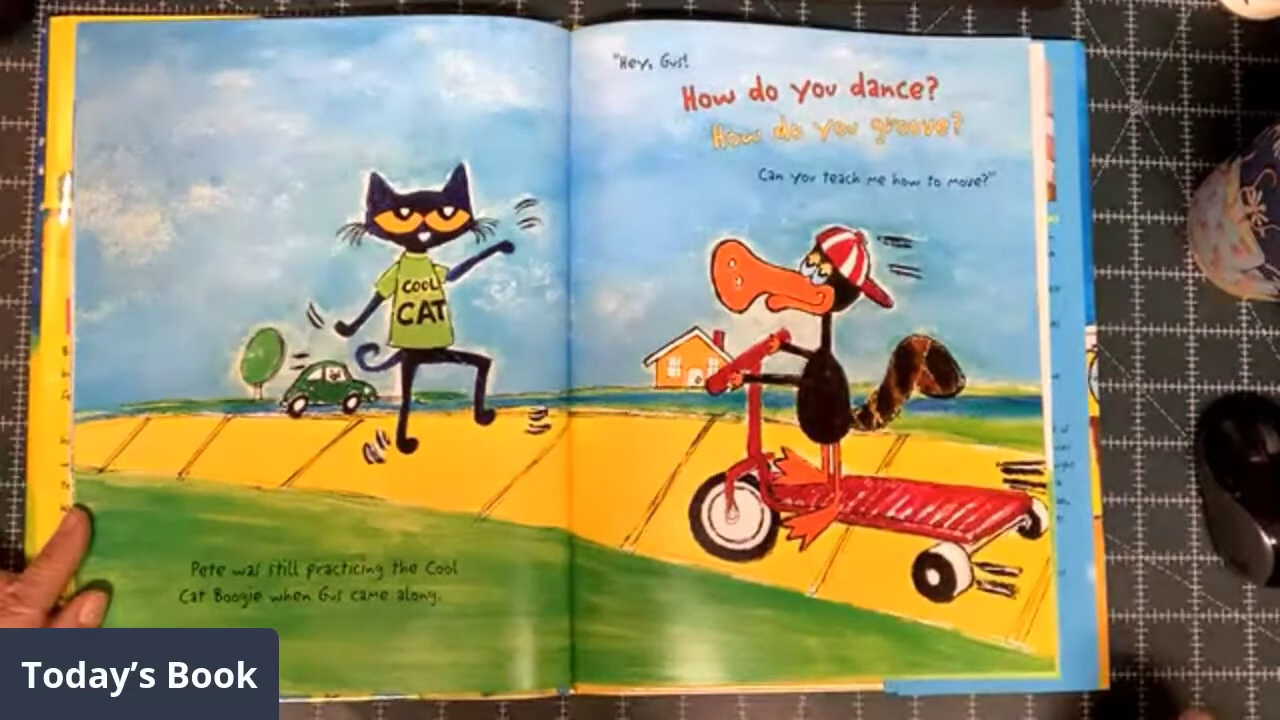 COOL
CAT
Pete was still practicing the Cool
Cat Boogie when Gus came along.
"Hey, Gus!
How do you dance?
How do you groove?
Can you teach me how to move?"
Today's Book